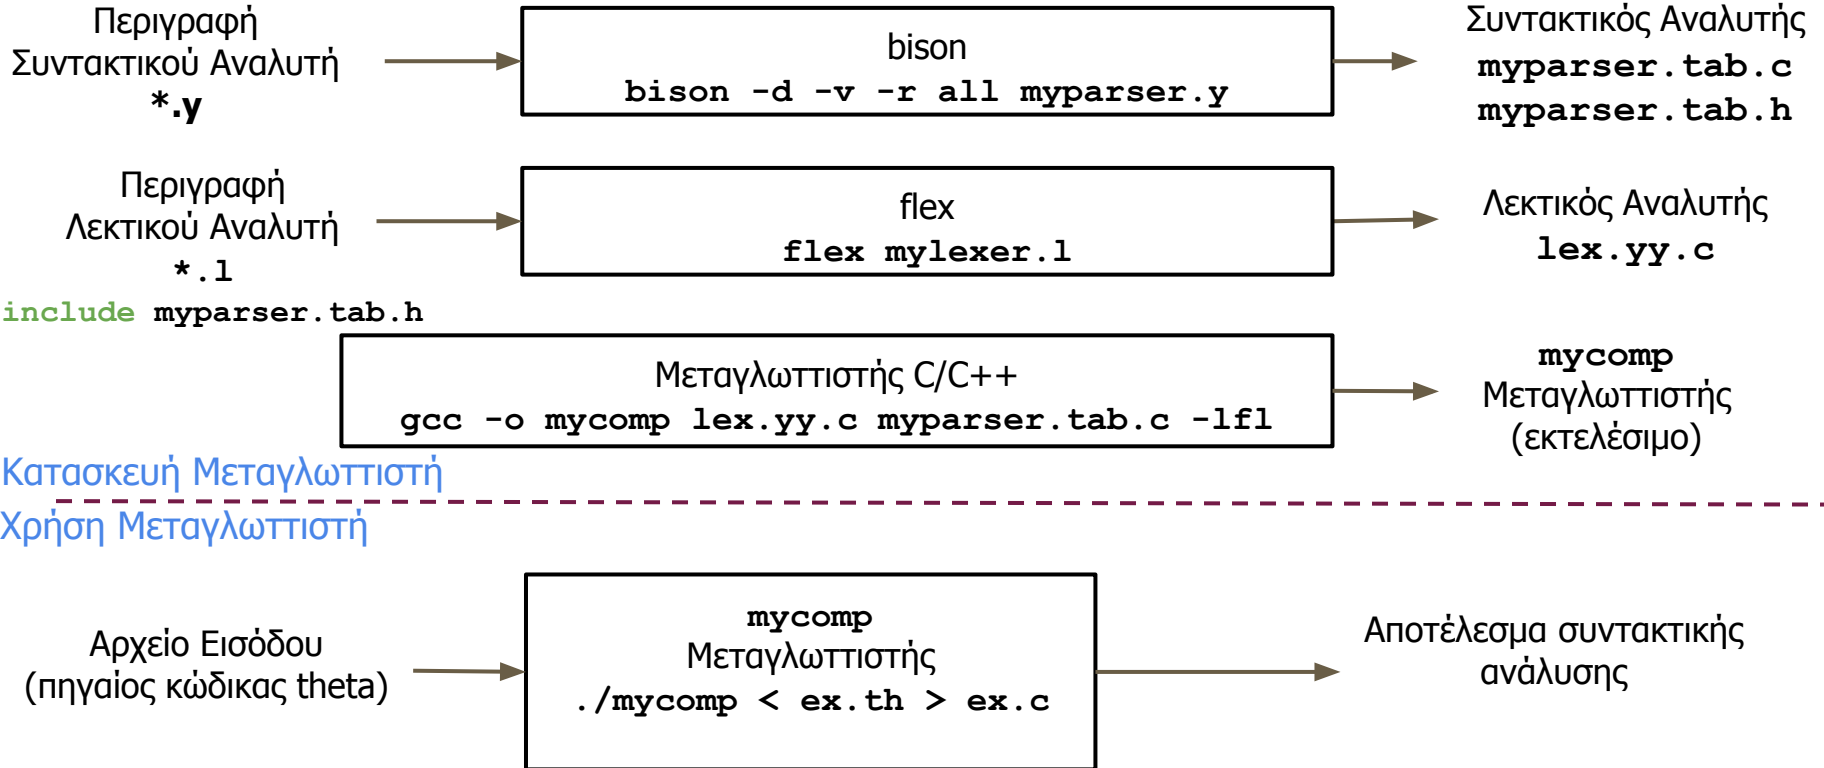 Περιγραφή
Συντακτικού Αναλυτή
*.y
bison
bison -d -v -r all myparser.y
Συντακτικός Αναλυτής
myparser.tab.c
myparser.tab.h
Περιγραφή
Λεκτικού Αναλυτή
*.l
include myparser.tab.h
flex
flex mylexer.l
Λεκτικός Αναλυτής
lex.yy.c
Μεταγλωττιστής C/C++
gcc -o mycomp lex.yy.c myparser.tab.c -lfl
mycomp
Μεταγλωττιστής
(εκτελέσιμο)
Κατασκευή Μεταγλωττιστή
Χρήση Μεταγλωττιστή
Αρχείο Εισόδου
(πηγαίος κώδικας theta)
mycomp
Μεταγλωττιστής
./mycomp < ex.th > ex.c
Αποτέλεσμα συντακτικής
ανάλυσης